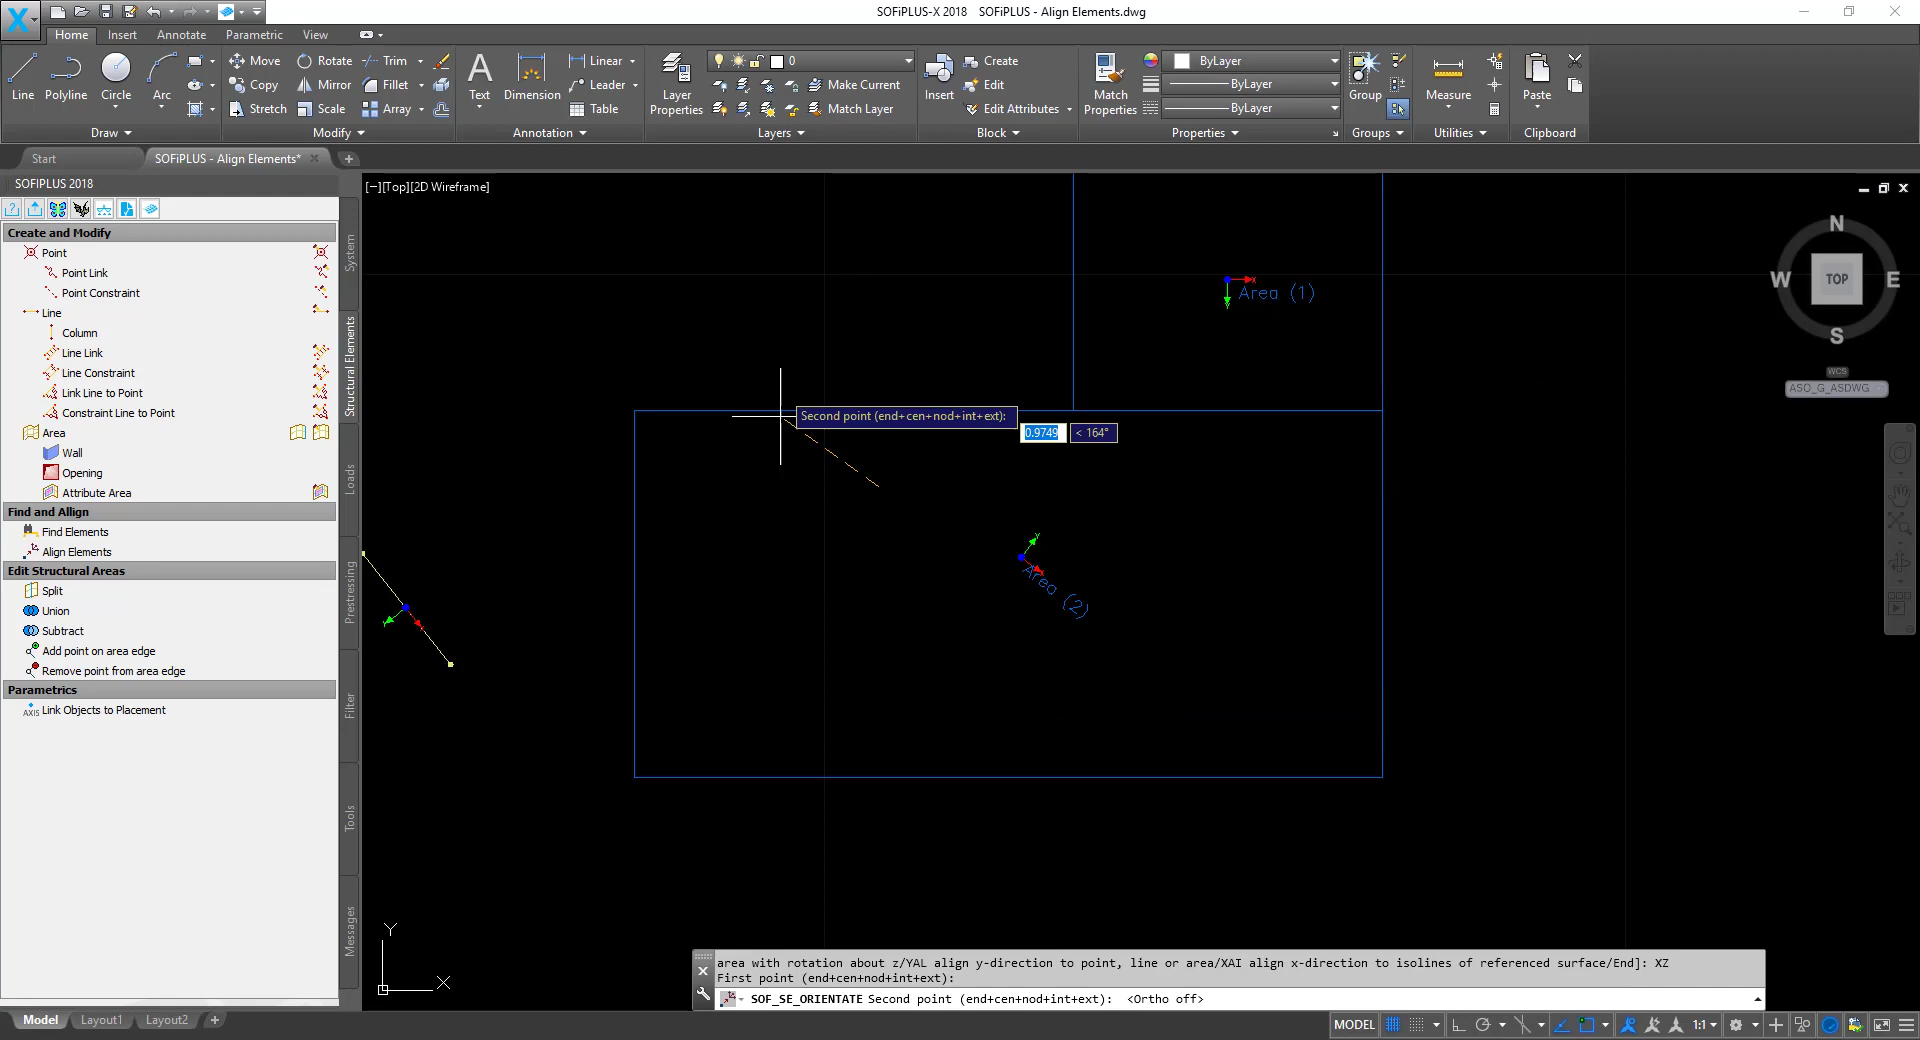 SOFiPLUS-X 2018 SOFiPLUS - Align Elements.dwg
Home Insert Annotate Parametric View
Line Polyline Circle Arc
Draw
Move Rotate Trim
Copy Mirror Fillet
Stretch Scale Array
Modify
Text Dimension
Linear
Leader
Table
Annotation
Layer Properties
0
Make Current
Match Layer
Layers
Insert
Create
Edit
Edit Attributes
Block
Match Properties
ByLayer
ByLayer
ByLayer
Properties
Group
Groups
Measure
Utilities
Paste
Clipboard
Start SOFiPLUS - Align Elements*
SOFIPLUS 2018
Create and Modify
Point
Point Link
Point Constraint
Line
Column
Line Link
Line Constraint
Link Line to Point
Constraint Line to Point
Area
Wall
Opening
Attribute Area
Find and Allign
Find Elements
Align Elements
Edit Structural Areas
Split
Union
Subtract
Add point on area edge
Remove point from area edge
Parametrics
AXIS Link Objects to Placement
System
Structural Elements
Loads
Prestressing
Filter
Tools
Messages
[−][Top][2D Wireframe]
Area (1)
Second point (end+cen+nod+int+ext):
0.9749 < 164°
Area (2)
N
W TOP E
S
WCS
ASO_G_ASDWG
Y
X
area with rotation about z/YAL align y-direction to point, line or area/XAI align x-direction to isolines of referenced surface/End]: XZ
First point (end+cen+nod+int+ext):
SOF_SE_ORIENTATE Second point (end+cen+nod+int+ext): <Ortho off>
Model Layout1 Layout2
MODEL 1:1